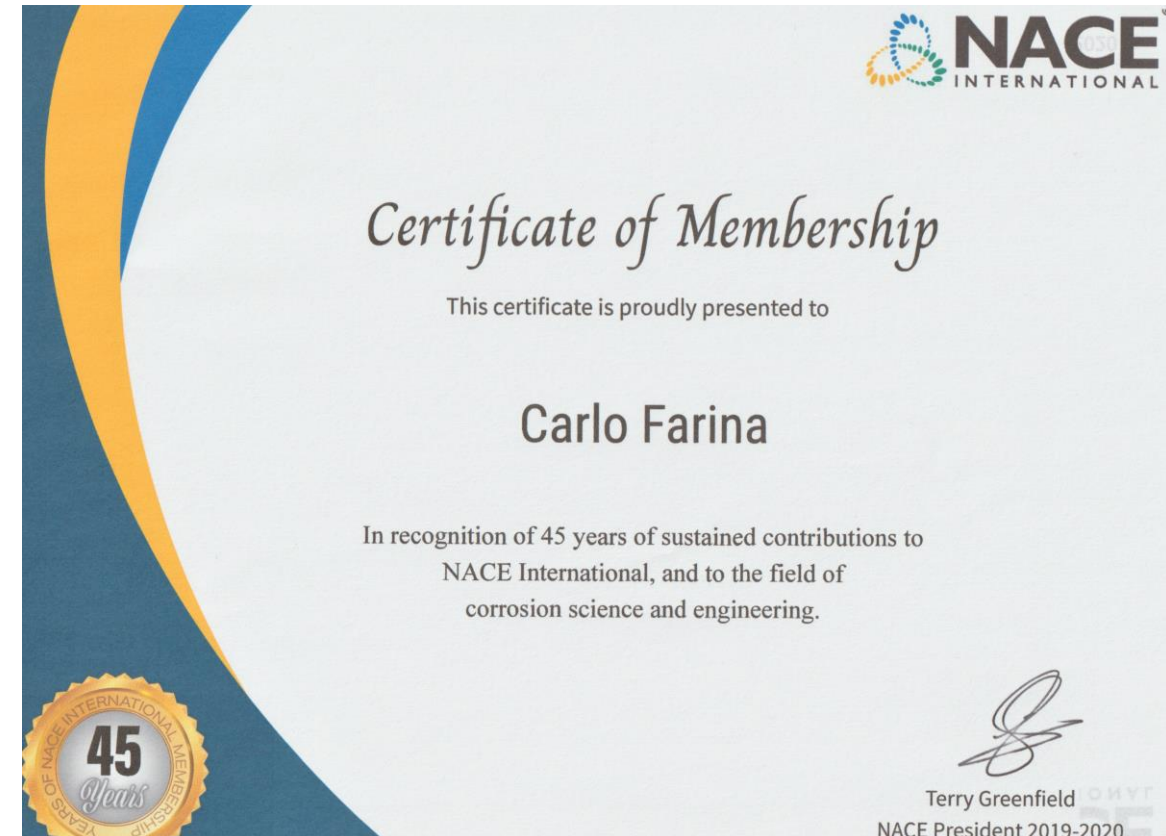 NACE
INTERNATIONAL
Certificate of Membership
This certificate is proudly presented to
Carlo Farina
In recognition of 45 years of sustained contributions to
NACE International, and to the field of
corrosion science and engineering.
YEARS OF NACE INTERNATIONAL MEMBERSHIP
45
Years
Terry Greenfield
NACE President 2019-2020